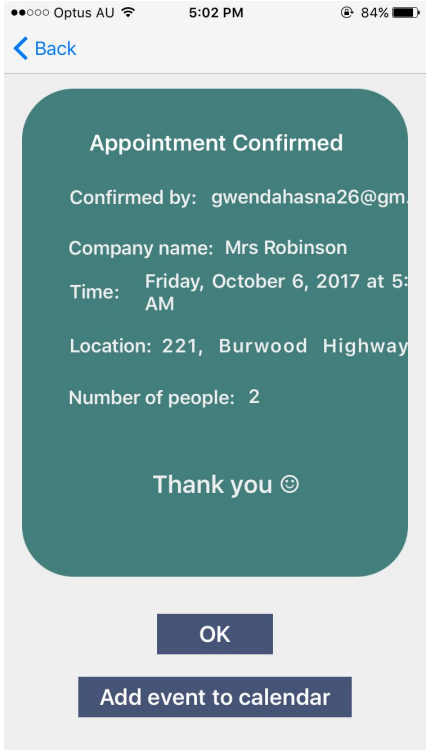 Optus AU 5:02 PM 84%
Back
Appointment Confirmed
Confirmed by: gwendahasna26@gm.
Company name: Mrs Robinson
Time: Friday, October 6, 2017 at 5:
AM
Location: 221, Burwood Highway
Number of people: 2
Thank you ☺
OK
Add event to calendar